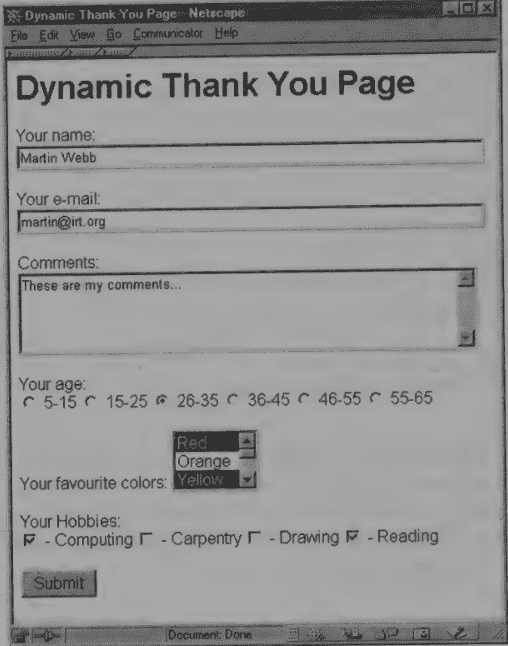 Dynamic Thank You Page - Netscape
File Edit View Go Communicator Help
Dynamic Thank You Page
Your name:
Martin Webb
Your e-mail:
martin@irt.org
Comments:
These are my comments...
Your age:
5-15 15-25 26-35 36-45 46-55 55-65
Red
Orange
Your favourite colors: Yellow
Your Hobbies:
- Computing - Carpentry - Drawing - Reading
Submit
Document: Done